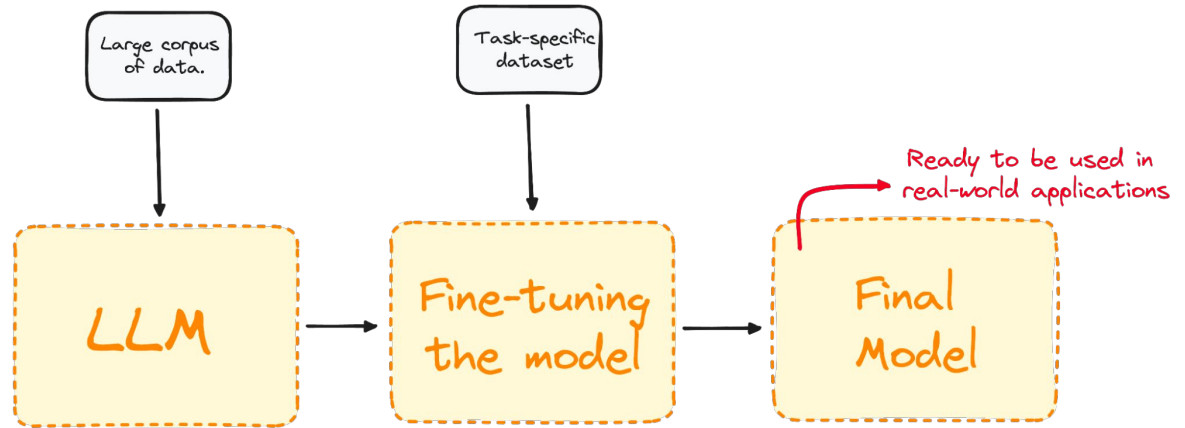 Large corpus
of data.
Task-specific
dataset
Ready to be used in
real-world applications
LLM
Fine-tuning
the model
Final
Model